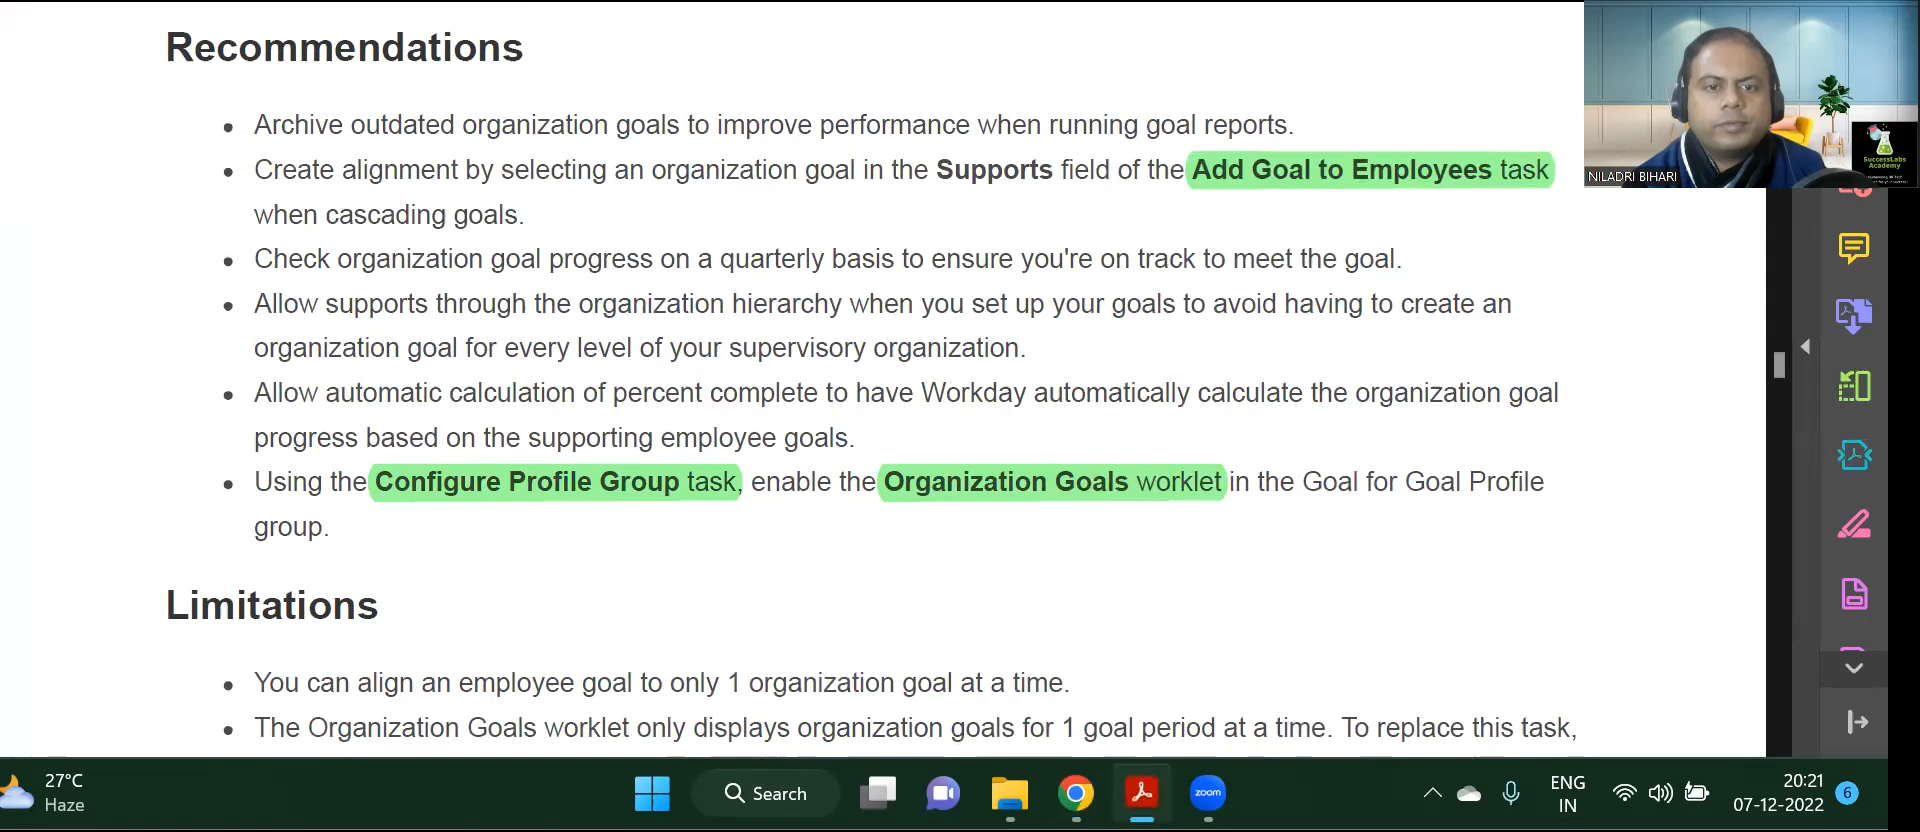 Recommendations
• Archive outdated organization goals to improve performance when running goal reports.
• Create alignment by selecting an organization goal in the Supports field of the Add Goal to Employees task
when cascading goals.
• Check organization goal progress on a quarterly basis to ensure you're on track to meet the goal.
• Allow supports through the organization hierarchy when you set up your goals to avoid having to create an
organization goal for every level of your supervisory organization.
• Allow automatic calculation of percent complete to have Workday automatically calculate the organization goal
progress based on the supporting employee goals.
• Using the Configure Profile Group task, enable the Organization Goals worklet in the Goal for Goal Profile
group.
Limitations
• You can align an employee goal to only 1 organization goal at a time.
• The Organization Goals worklet only displays organization goals for 1 goal period at a time. To replace this task,
NILADRI BIHARI
SuccessLabs
Academy
27°C
Haze
Search
zoom
ENG
IN
20:21
07-12-2022
6